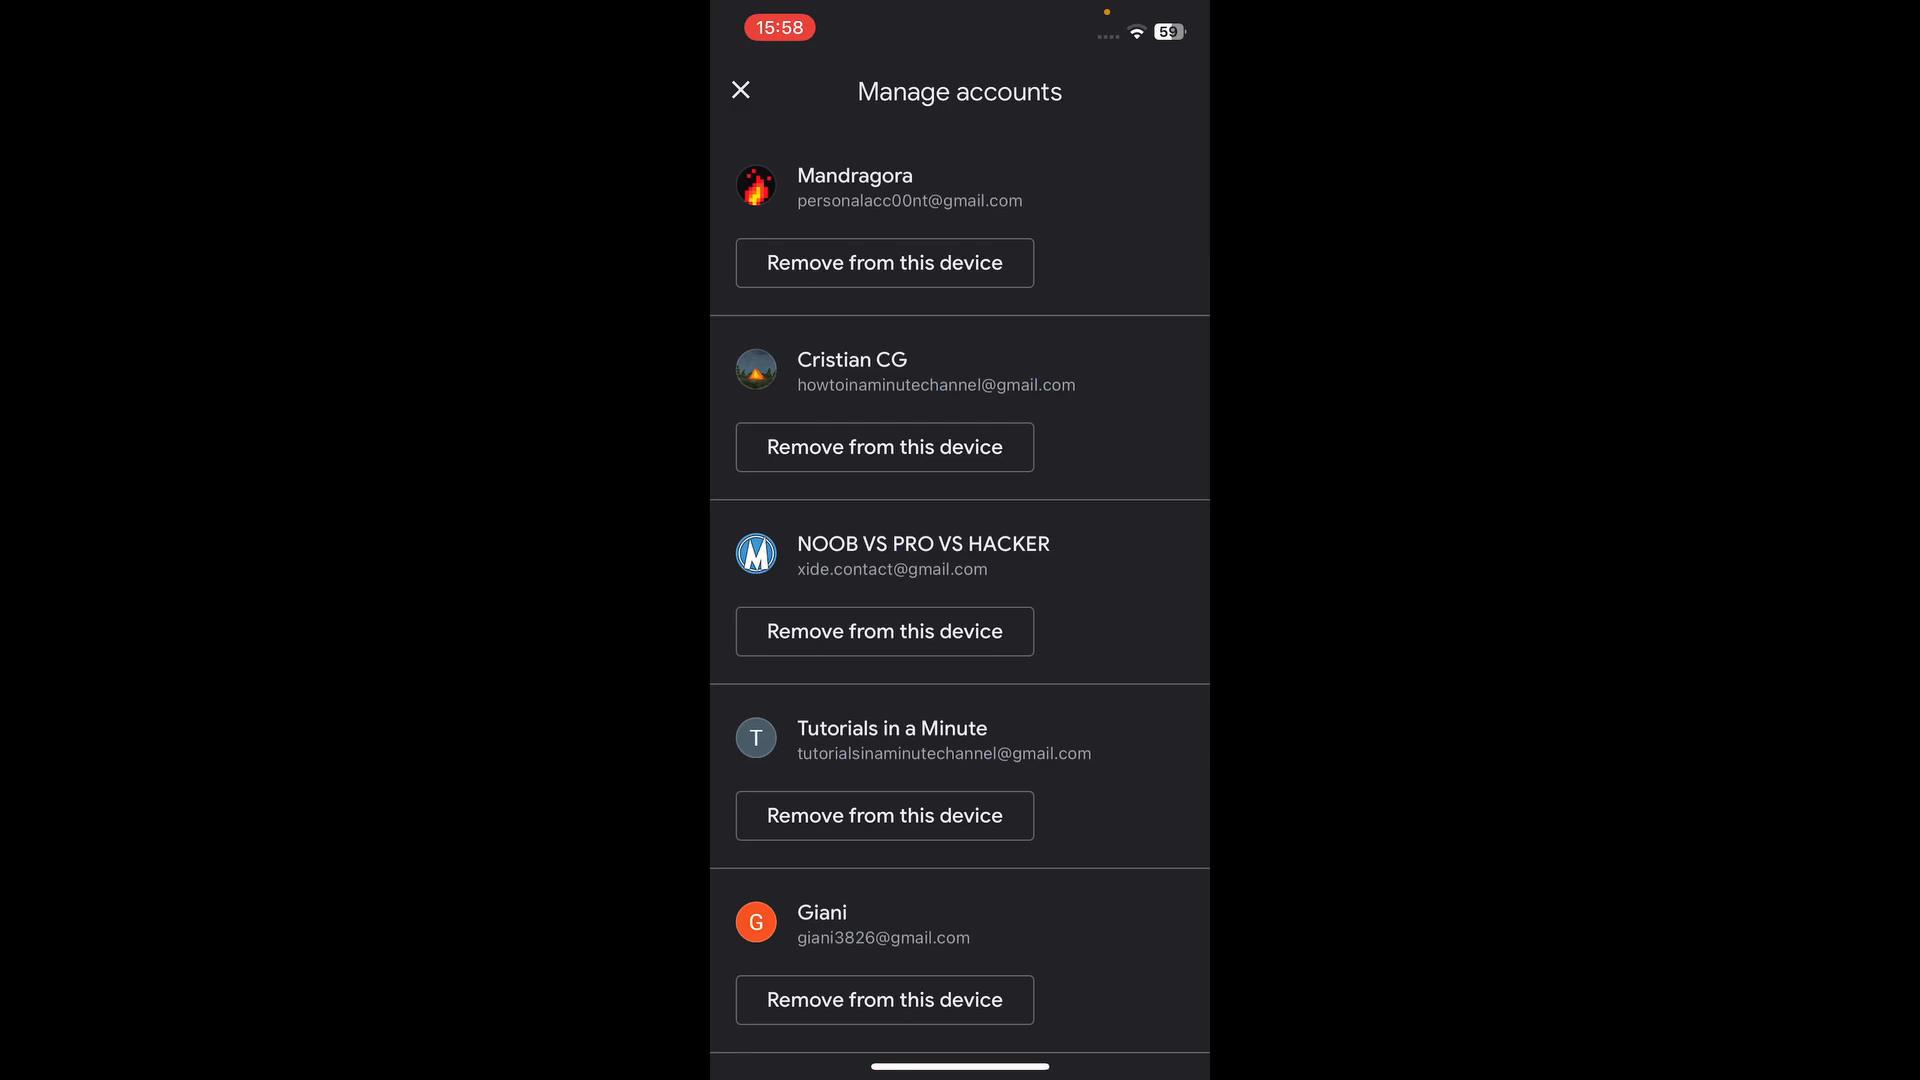 15:58
59
Manage accounts
Mandragora
personalacc00nt@gmail.com
Remove from this device
Cristian CG
howtoinaminutechannel@gmail.com
Remove from this device
M
NOOB VS PRO VS HACKER
xide.contact@gmail.com
Remove from this device
T
Tutorials in a Minute
tutorialsinaminutechannel@gmail.com
Remove from this device
G
Giani
giani3826@gmail.com
Remove from this device